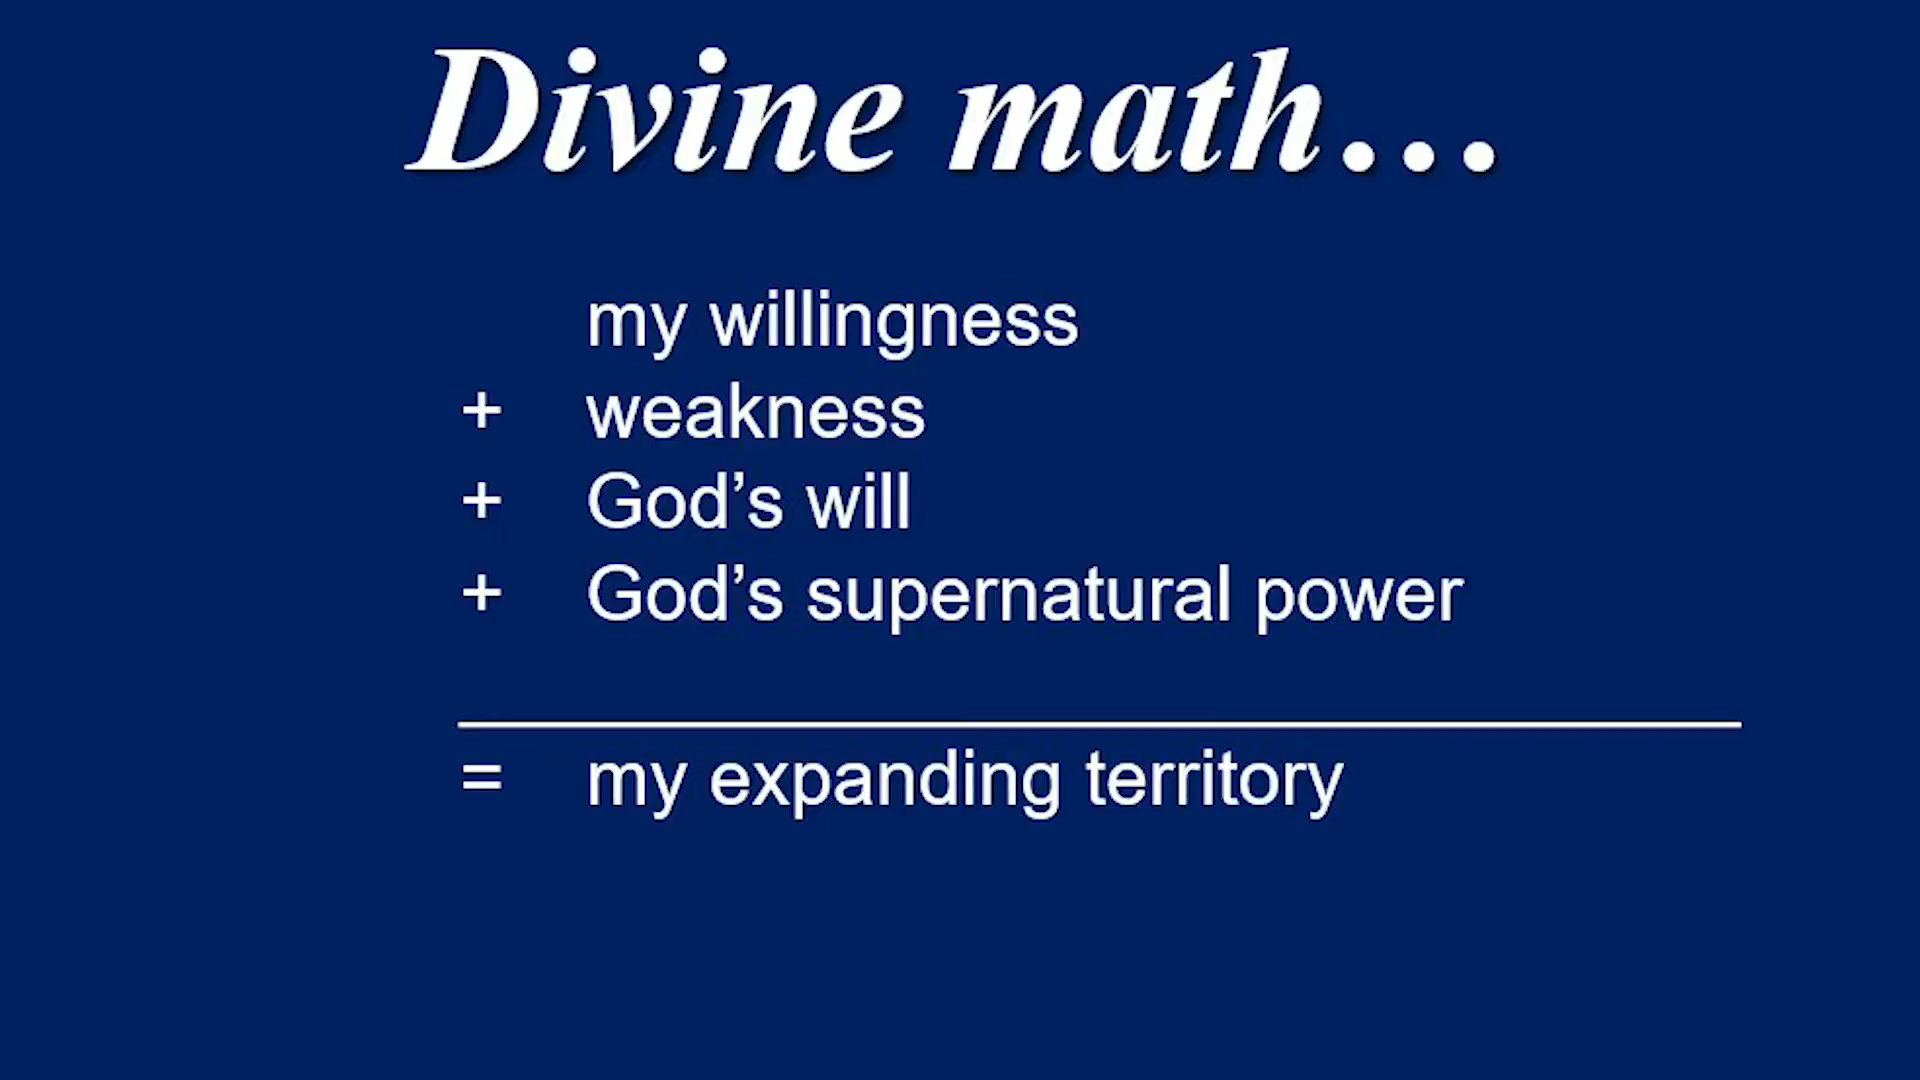 Divine math…
my willingness
+ weakness
+ God’s will
+ God’s supernatural power
= my expanding territory